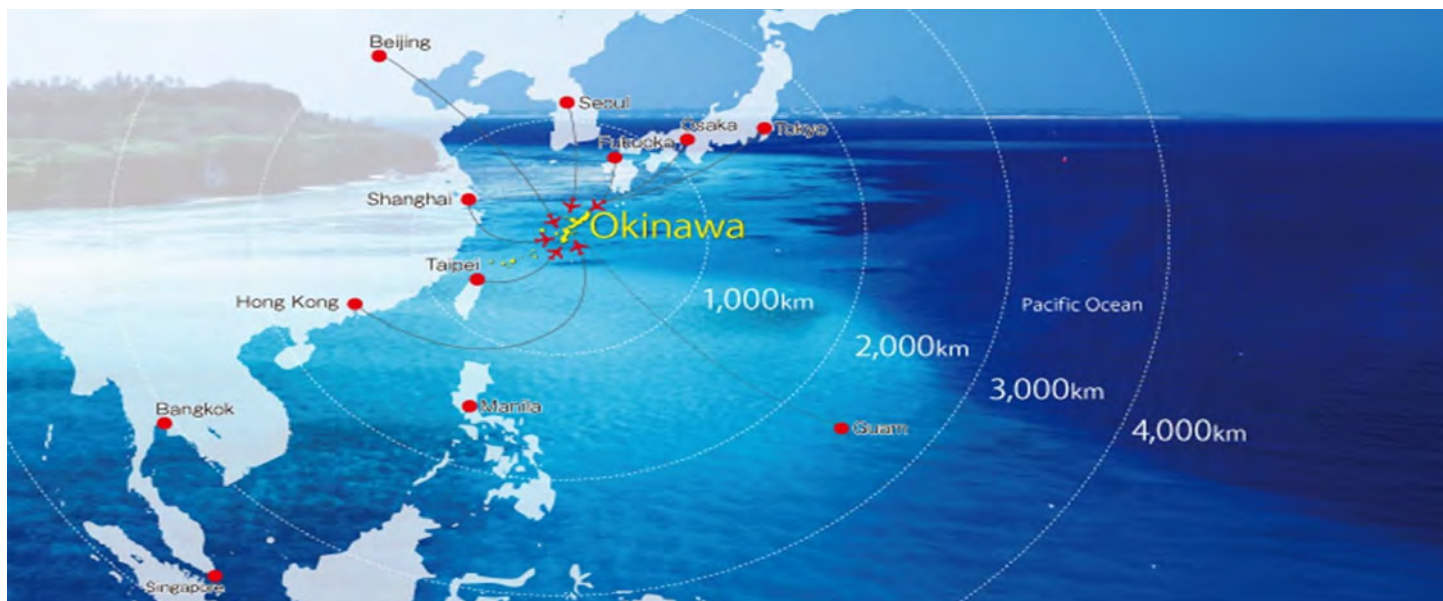 Beijing
Seoul
Osaka
Tokyo
Fukuoka
Shanghai
Okinawa
Taipei
Hong Kong
1,000km
Pacific Ocean
2,000km
3,000km
Bangkok
Manila
Guam
4,000km
Singapore